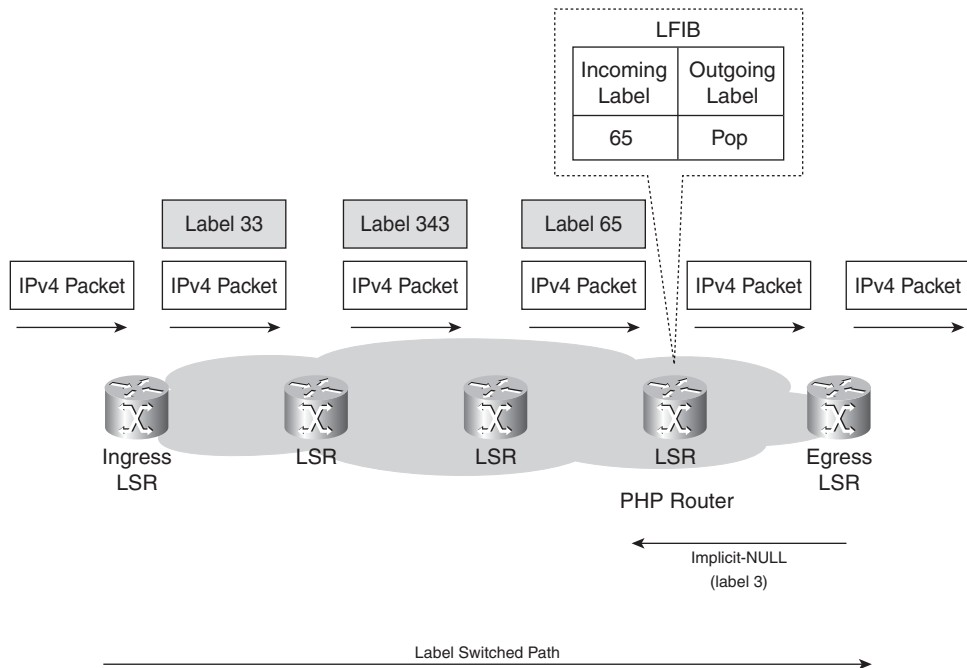 LFIB
Incoming Label
Outgoing Label
65
Pop
Label 33
Label 343
Label 65
IPv4 Packet
IPv4 Packet
IPv4 Packet
IPv4 Packet
IPv4 Packet
IPv4 Packet
Ingress
LSR
LSR
LSR
LSR
Egress
LSR
PHP Router
Implicit-NULL
(label 3)
Label Switched Path